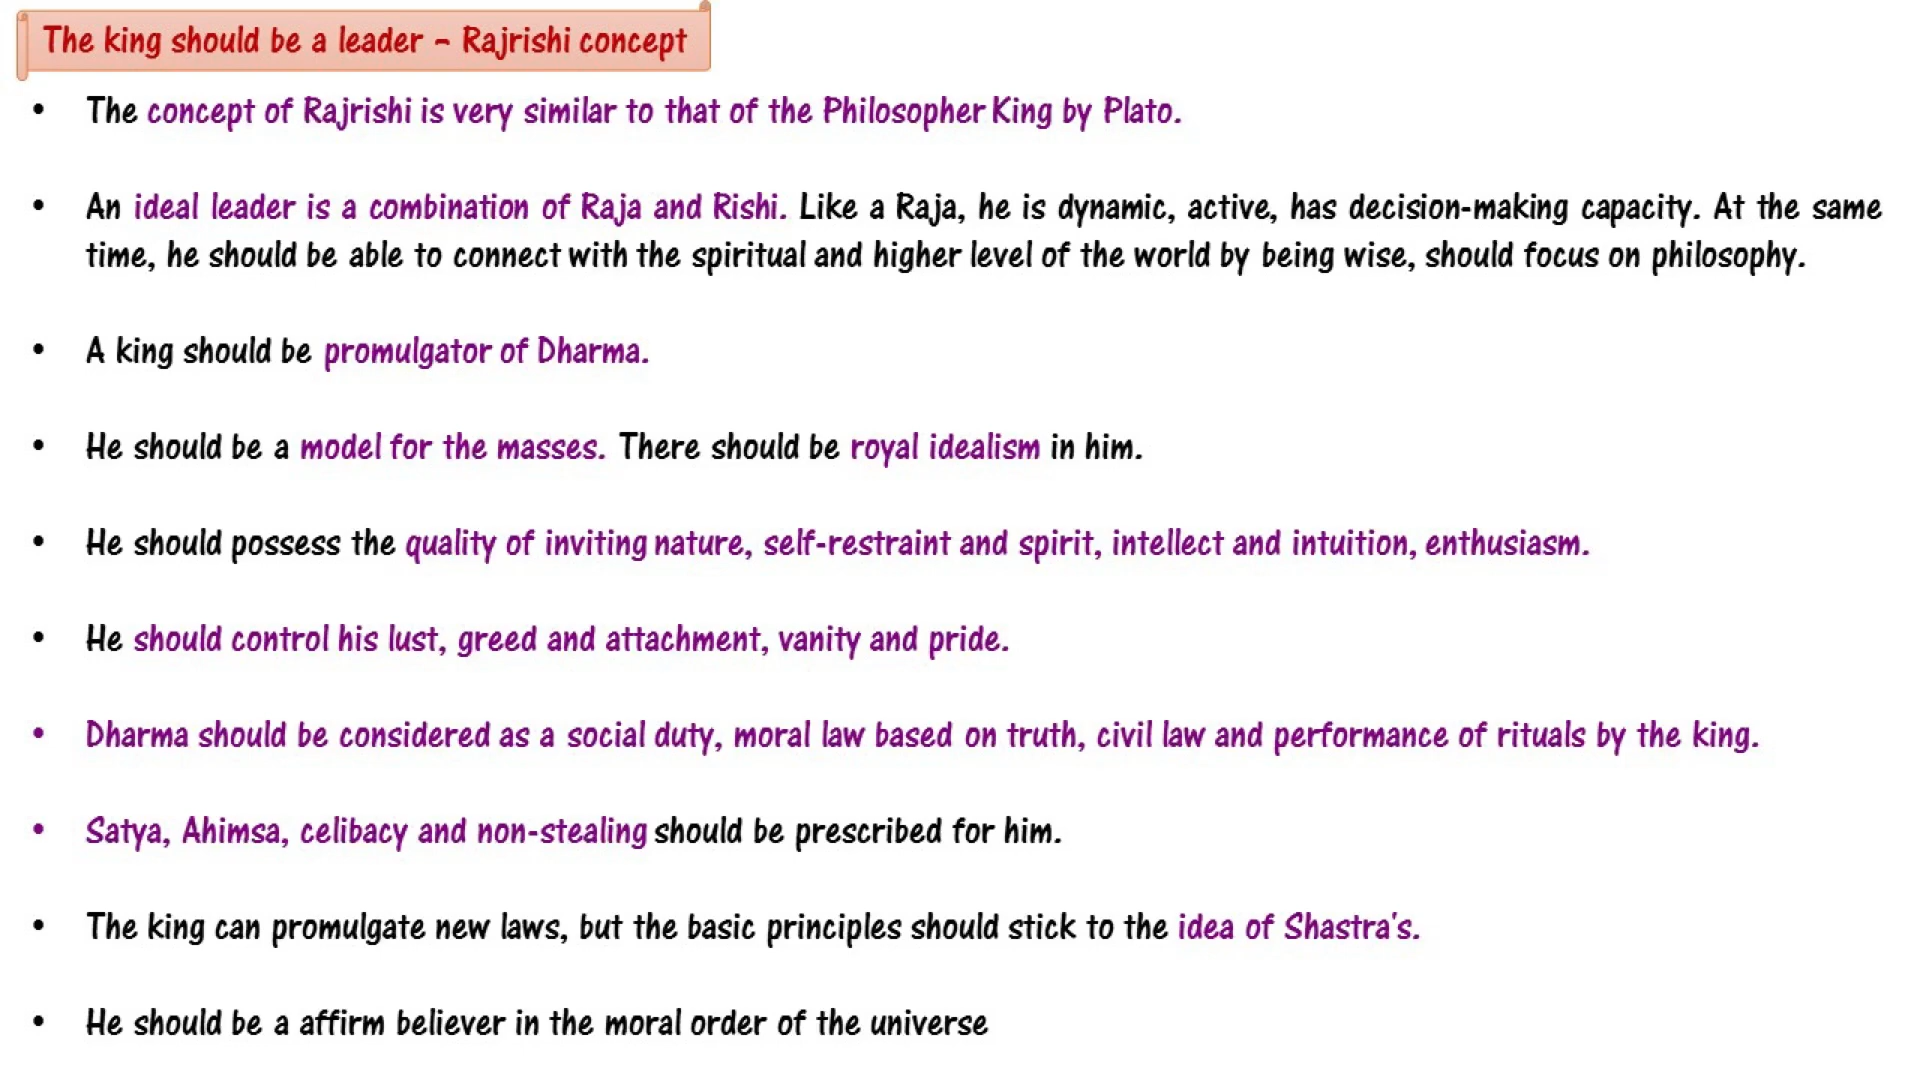 The king should be a leader – Rajrishi concept
• The concept of Rajrishi is very similar to that of the Philosopher King by Plato.
• An ideal leader is a combination of Raja and Rishi. Like a Raja, he is dynamic, active, has decision-making capacity. At the same
time, he should be able to connect with the spiritual and higher level of the world by being wise, should focus on philosophy.
• A king should be promulgator of Dharma.
• He should be a model for the masses. There should be royal idealism in him.
• He should possess the quality of inviting nature, self-restraint and spirit, intellect and intuition, enthusiasm.
• He should control his lust, greed and attachment, vanity and pride.
• Dharma should be considered as a social duty, moral law based on truth, civil law and performance of rituals by the king.
• Satya, Ahimsa, celibacy and non-stealing should be prescribed for him.
• The king can promulgate new laws, but the basic principles should stick to the idea of Shastra's.
• He should be a affirm believer in the moral order of the universe